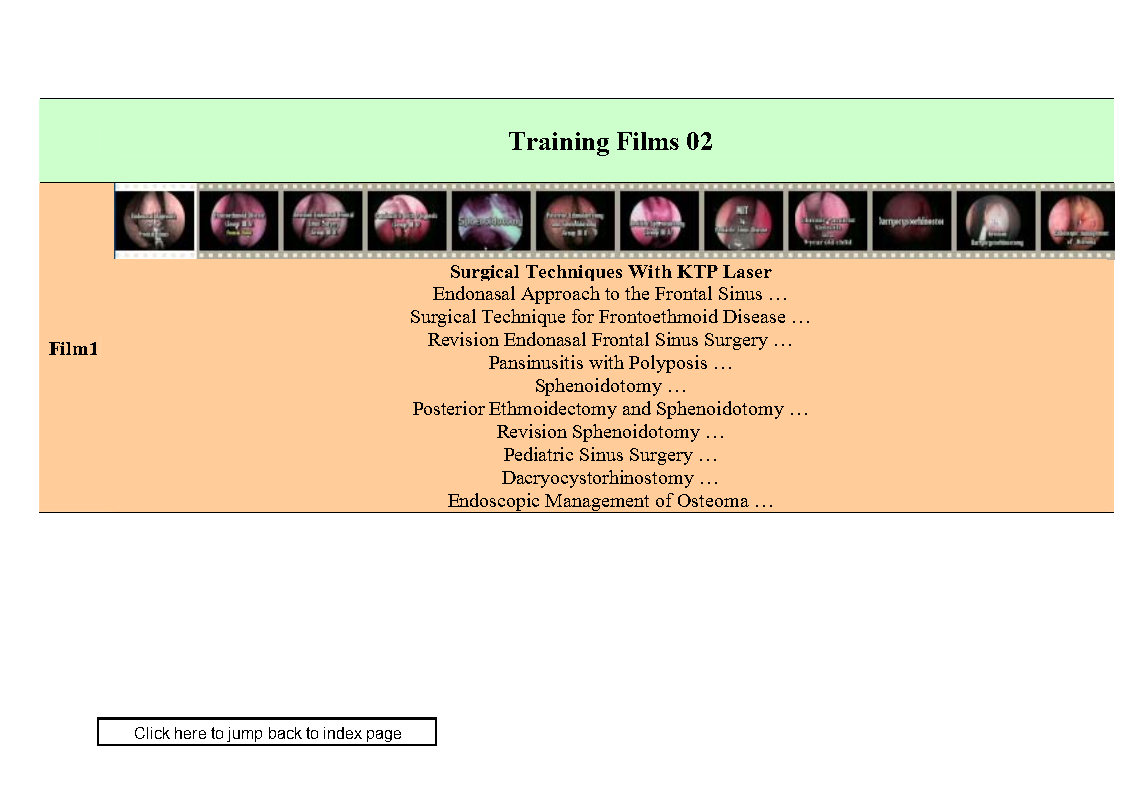 Training Films 02
Surgical Techniques With KTP Laser
Endonasal Approach to the Frontal Sinus …
Surgical Technique for Frontoethmoid Disease …
Revision Endonasal Frontal Sinus Surgery …
Film1
Pansinusitis with Polyposis …
Sphenoidotomy …
Posterior Ethmoidectomy and Sphenoidotomy …
Revision Sphenoidotomy …
Pediatric Sinus Surgery …
Dacryocystorhinostomy …
Endoscopic Management of Osteoma …
Click here to jump back to index page